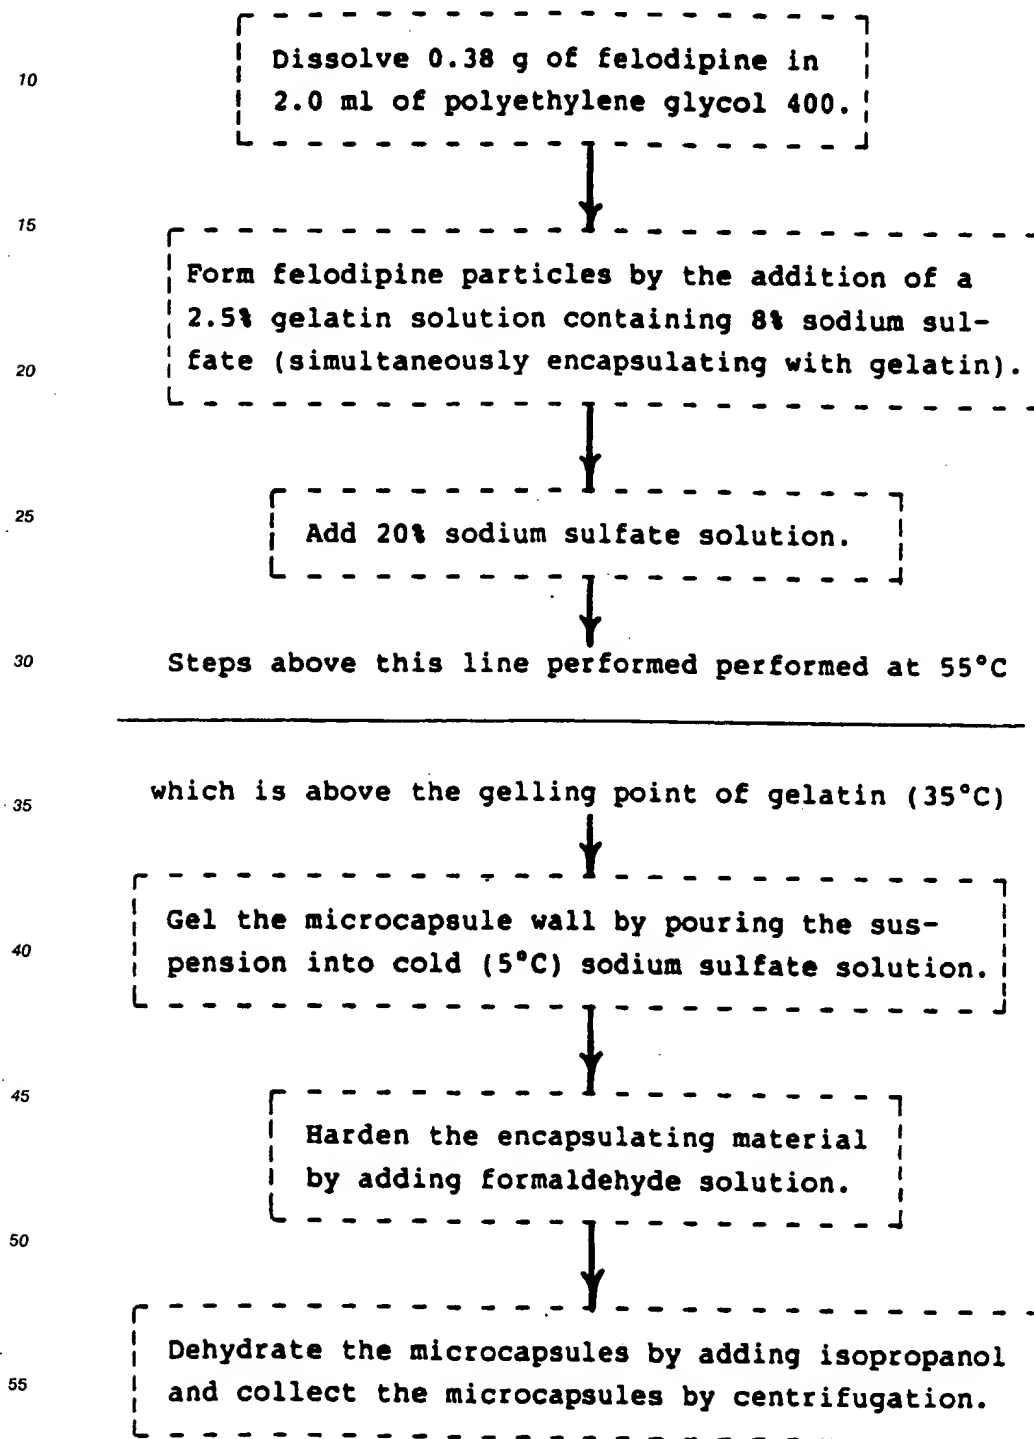 10
Dissolve 0.38 g of felodipine in
2.0 ml of polyethylene glycol 400.
15
Form felodipine particles by the addition of a
2.5% gelatin solution containing 8% sodium sul-
20
fate (simultaneously encapsulating with gelatin).
25
Add 20% sodium sulfate solution.
30
Steps above this line performed performed at 55°C
35
which is above the gelling point of gelatin (35°C)
Gel the microcapsule wall by pouring the sus-
40
pension into cold (5°C) sodium sulfate solution.
45
Harden the encapsulating material
by adding formaldehyde solution.
50
Dehydrate the microcapsules by adding isopropanol
55
and collect the microcapsules by centrifugation.